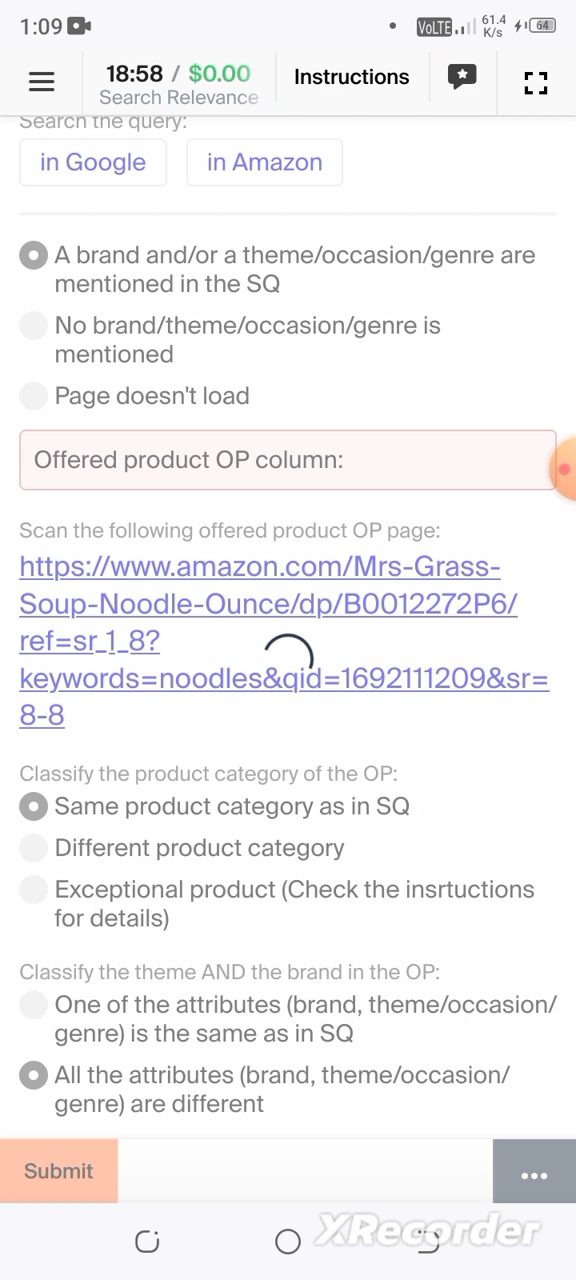 1:09
VoLTE
61.4
K/s
64
18:58 / $0.00
Search Relevance
Instructions
Search the query:
in Google
in Amazon
A brand and/or a theme/occasion/genre are
mentioned in the SQ
No brand/theme/occasion/genre is
mentioned
Page doesn't load
Offered product OP column:
Scan the following offered product OP page:
https://www.amazon.com/Mrs-Grass-
Soup-Noodle-Ounce/dp/B0012272P6/
ref=sr_1_8?
keywords=noodles&qid=1692111209&sr=
8-8
Classify the product category of the OP:
Same product category as in SQ
Different product category
Exceptional product (Check the insrtuctions
for details)
Classify the theme AND the brand in the OP:
One of the attributes (brand, theme/occasion/
genre) is the same as in SQ
All the attributes (brand, theme/occasion/
genre) are different
Submit
...
XRecorder